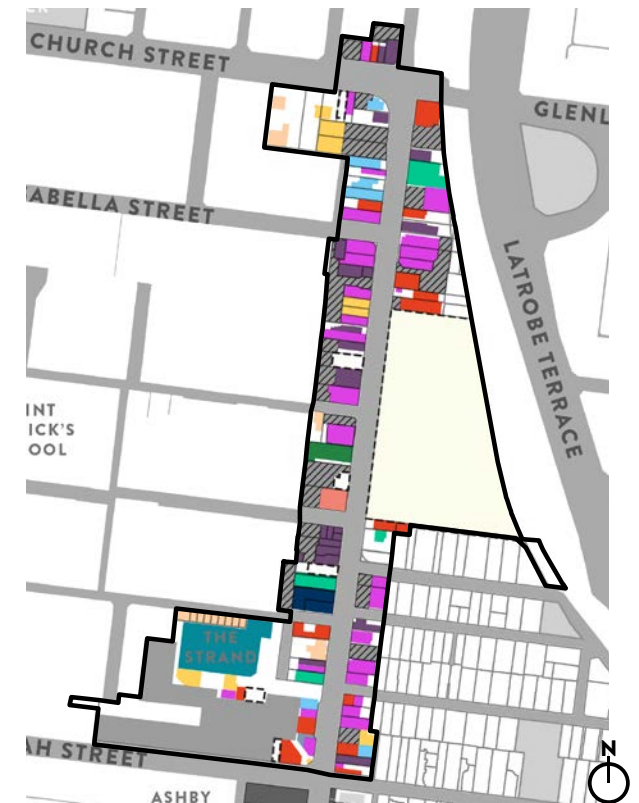 CHURCH STREET
GLENL
ABELLA STREET
LATROBE TERRACE
INT
ICK'S
OOL
THE
STRAND
AH STREET
ASHBY
N